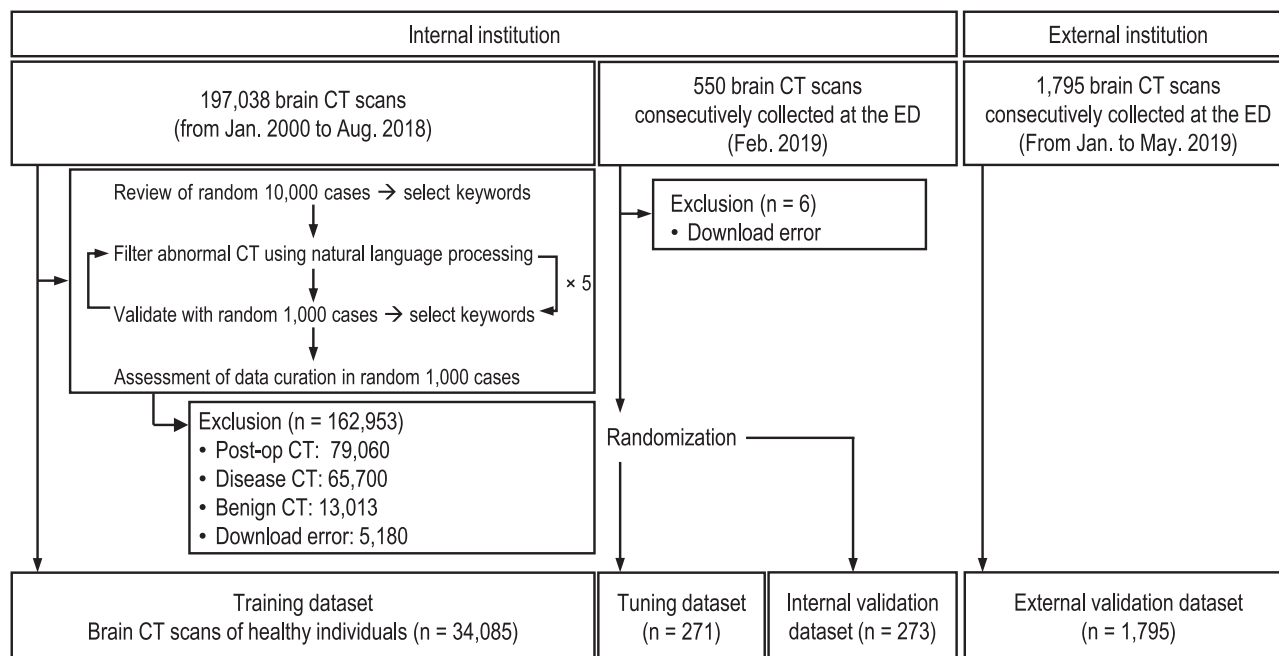 Internal institution
External institution
197,038 brain CT scans
(from Jan. 2000 to Aug. 2018)
550 brain CT scans
consecutively collected at the ED
(Feb. 2019)
1,795 brain CT scans
consecutively collected at the ED
(From Jan. to May. 2019)
Review of random 10,000 cases → select keywords
Filter abnormal CT using natural language processing
× 5
Validate with random 1,000 cases → select keywords
Assessment of data curation in random 1,000 cases
Exclusion (n = 6)
• Download error
Exclusion (n = 162,953)
• Post-op CT: 79,060
• Disease CT: 65,700
• Benign CT: 13,013
• Download error: 5,180
Randomization
Training dataset
Brain CT scans of healthy individuals (n = 34,085)
Tuning dataset
(n = 271)
Internal validation
dataset (n = 273)
External validation dataset
(n = 1,795)